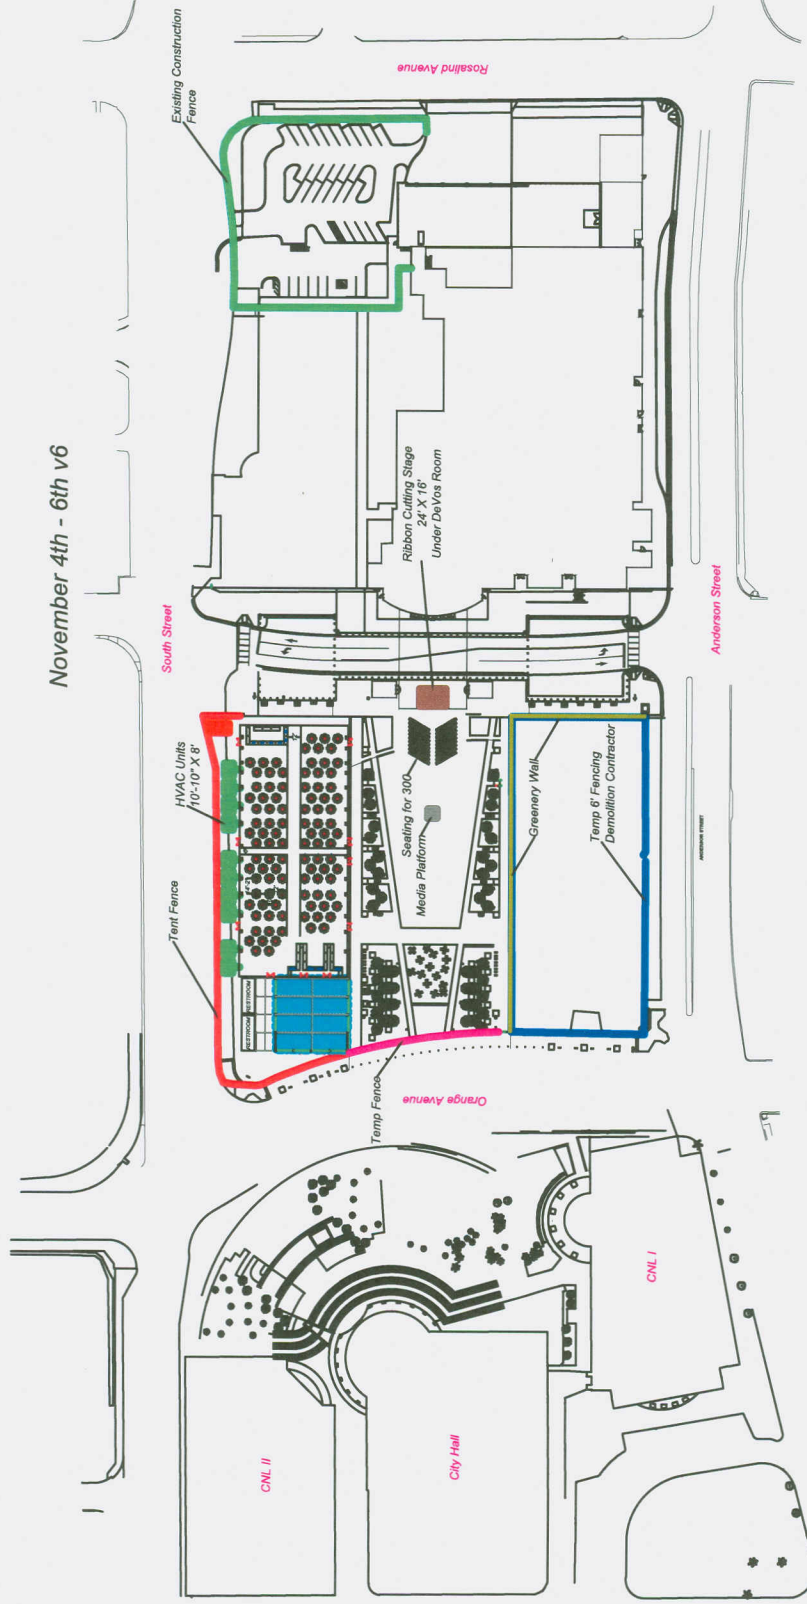 November 4th - 6th v6
Rosalind Avenue
Existing Construction
Fence
South Street
Anderson Street
Ribbon Cutting Stage
24' X 16'
Under DeVos Room
HVAC Units
10'-10" X 8'
Tent Fence
Seating for 300
Media Platform
Greenery Wall
Temp 6' Fencing
Demolition Contractor
ANDERSON STREET
RESTROOM
RESTROOM
Temp Fence
Orange Avenue
CNL II
City Hall
CNL I